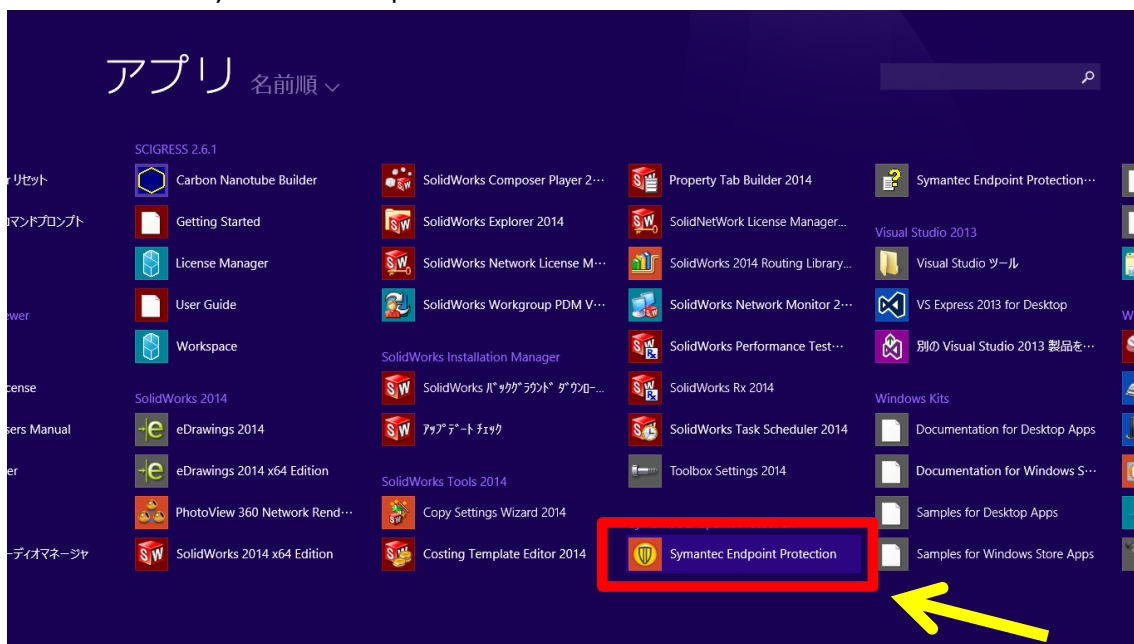 アプリ 名前順
r リセット
コマンドプロンプト
ewer
cense
sers Manual
er
ーディオマネージャ
SCIGRESS 2.6.1
Carbon Nanotube Builder
Getting Started
License Manager
User Guide
Workspace
SolidWorks 2014
eDrawings 2014
eDrawings 2014 x64 Edition
PhotoView 360 Network Rend…
SolidWorks 2014 x64 Edition
SolidWorks Composer Player 2…
SolidWorks Explorer 2014
SolidWorks Network License M…
SolidWorks Workgroup PDM V…
SolidWorks Installation Manager
SolidWorks ﾊﾞｯｸｸﾞﾗｳﾝﾄﾞ ﾀﾞｳﾝﾛｰ...
ｱｯﾌﾟﾃﾞｰﾄ ﾁｪｯｸ
SolidWorks Tools 2014
Copy Settings Wizard 2014
Costing Template Editor 2014
Property Tab Builder 2014
SolidNetWork License Manager...
SolidWorks 2014 Routing Library...
SolidWorks Network Monitor 2…
SolidWorks Performance Test…
SolidWorks Rx 2014
SolidWorks Task Scheduler 2014
Toolbox Settings 2014
Symantec Endpoint Protection
Symantec Endpoint Protection…
Visual Studio 2013
Visual Studio ツール
VS Express 2013 for Desktop
別の Visual Studio 2013 製品を…
Windows Kits
Documentation for Desktop Apps
Documentation for Windows S…
Samples for Desktop Apps
Samples for Windows Store Apps
W